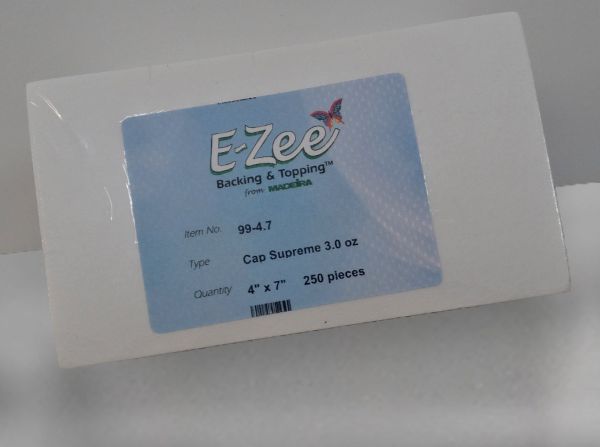 E-Zee
Backing & Topping™
from MADEIRA
Item No. 99-4.7
Type Cap Supreme 3.0 oz
Quantity 4" x 7" 250 pieces